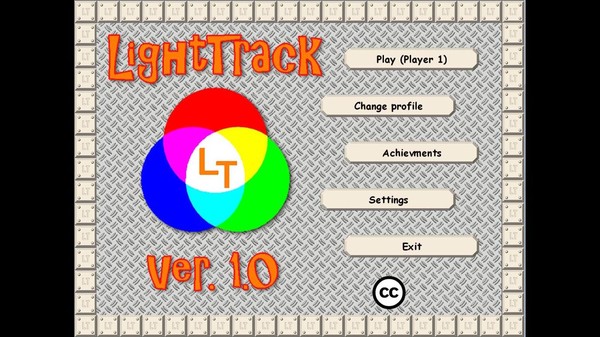 LightTrack
Play (Player 1)
Change profile
Achievments
LT
Settings
Exit
Ver. 1.0
cc